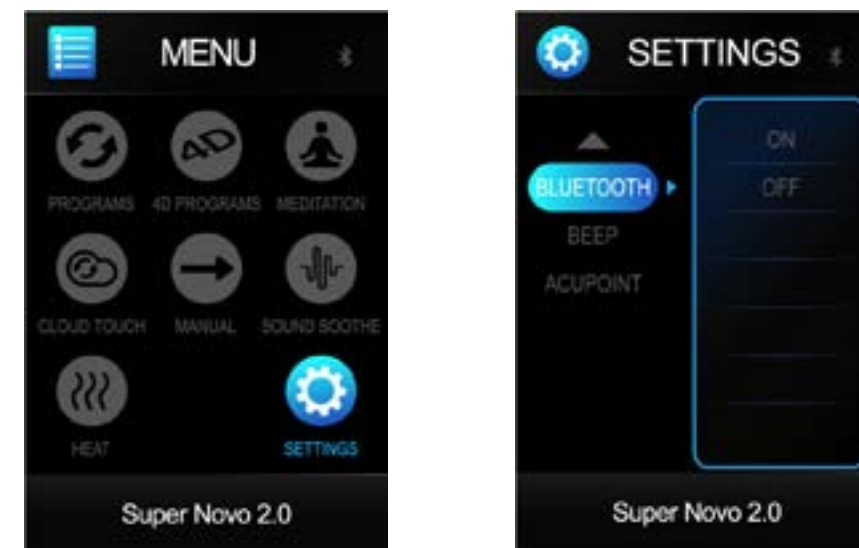 MENU
4D
PROGRAMS 4D PROGRAMS MEDITATION
CLOUD TOUCH MANUAL SOUND SOOTHE
HEAT SETTINGS
Super Novo 2.0
SETTINGS
ON
BLUETOOTH OFF
BEEP
ACUPOINT
Super Novo 2.0